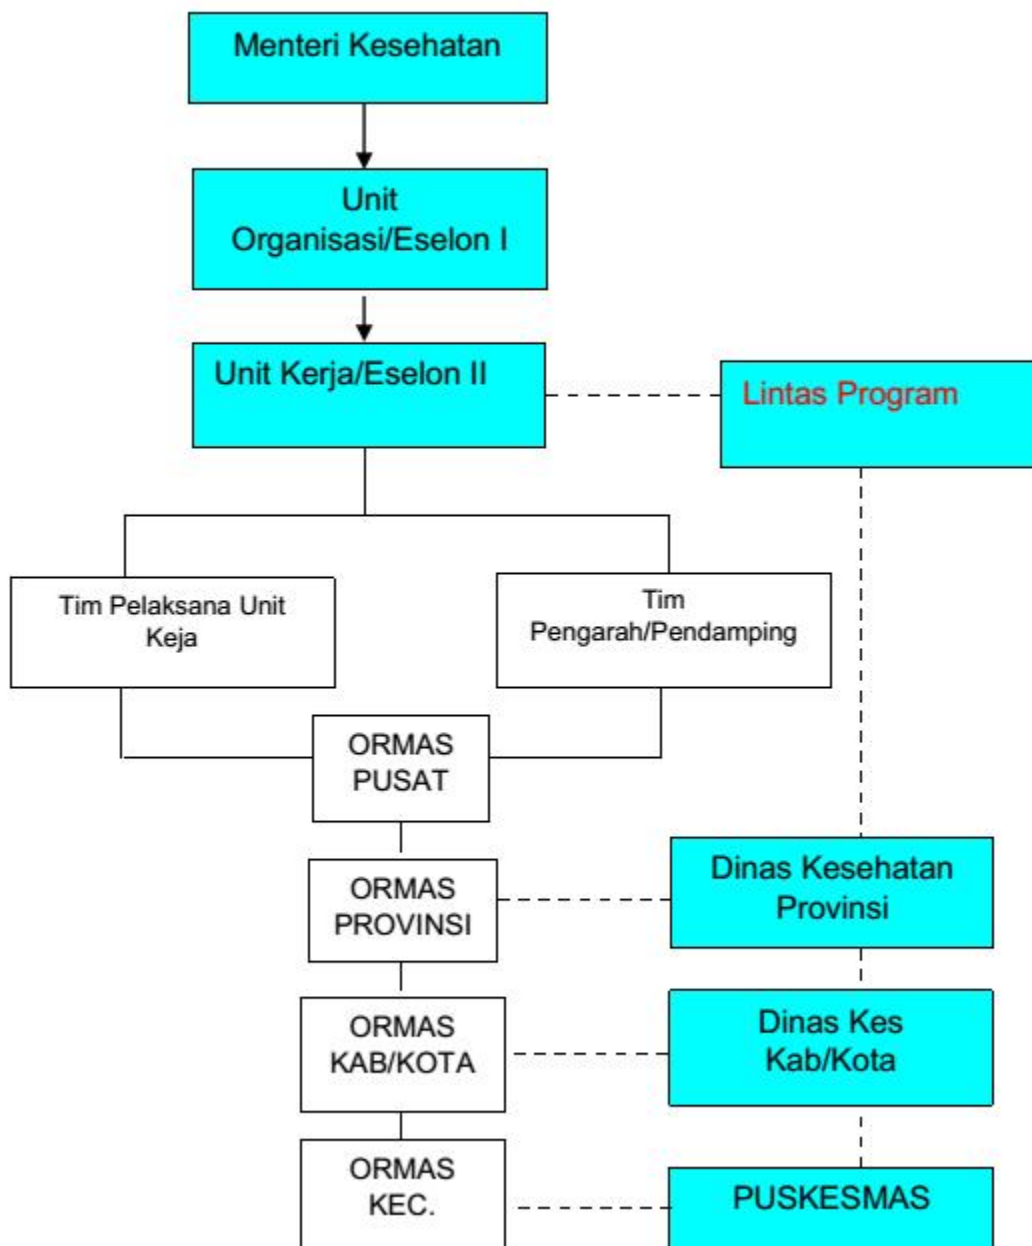 Menteri Kesehatan
Unit
Organisasi/Eselon I
Unit Kerja/Eselon II
Lintas Program
Tim Pelaksana Unit
Keja
Tim
Pengarah/Pendamping
ORMAS
PUSAT
ORMAS
PROVINSI
Dinas Kesehatan
Provinsi
ORMAS
KAB/KOTA
Dinas Kes
Kab/Kota
ORMAS
KEC.
PUSKESMAS